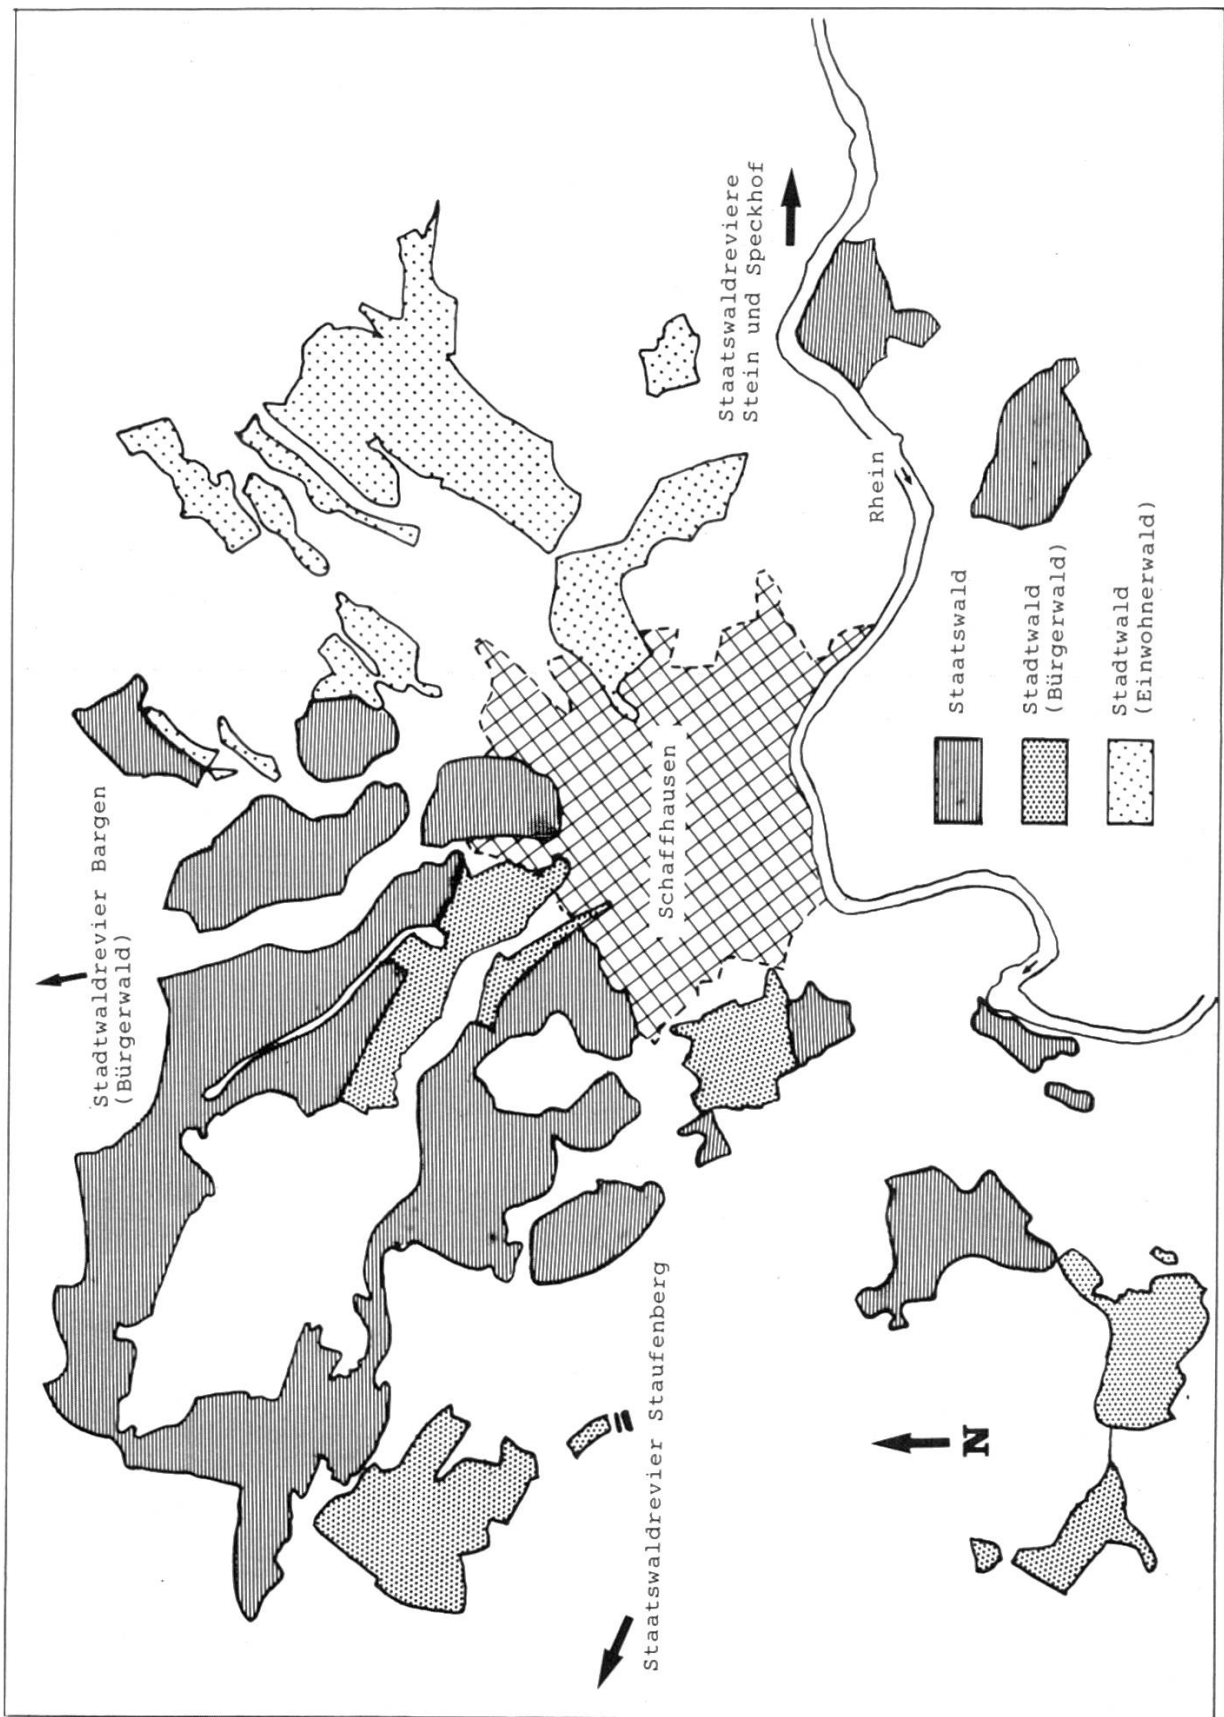 Stadtwaldrevier Bargen
(Bürgerwald)
Staatswaldreviere
Stein und Speckhof
Rhein
Schaffhausen
Staatswaldrevier Staufenberg
N
Staatswald
Stadtwald
(Bürgerwald)
Stadtwald
(Einwohnerwald)